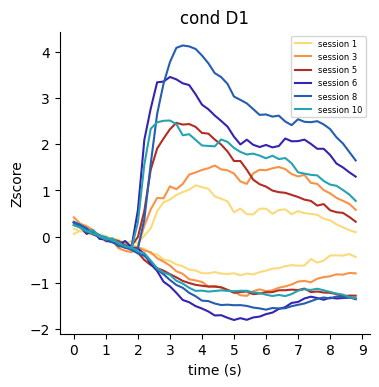 cond D1
session 1
session 3
session 5
session 6
session 8
session 10
Zscore
4
3
2
1
0
−1
−2
0 1 2 3 4 5 6 7 8 9
time (s)